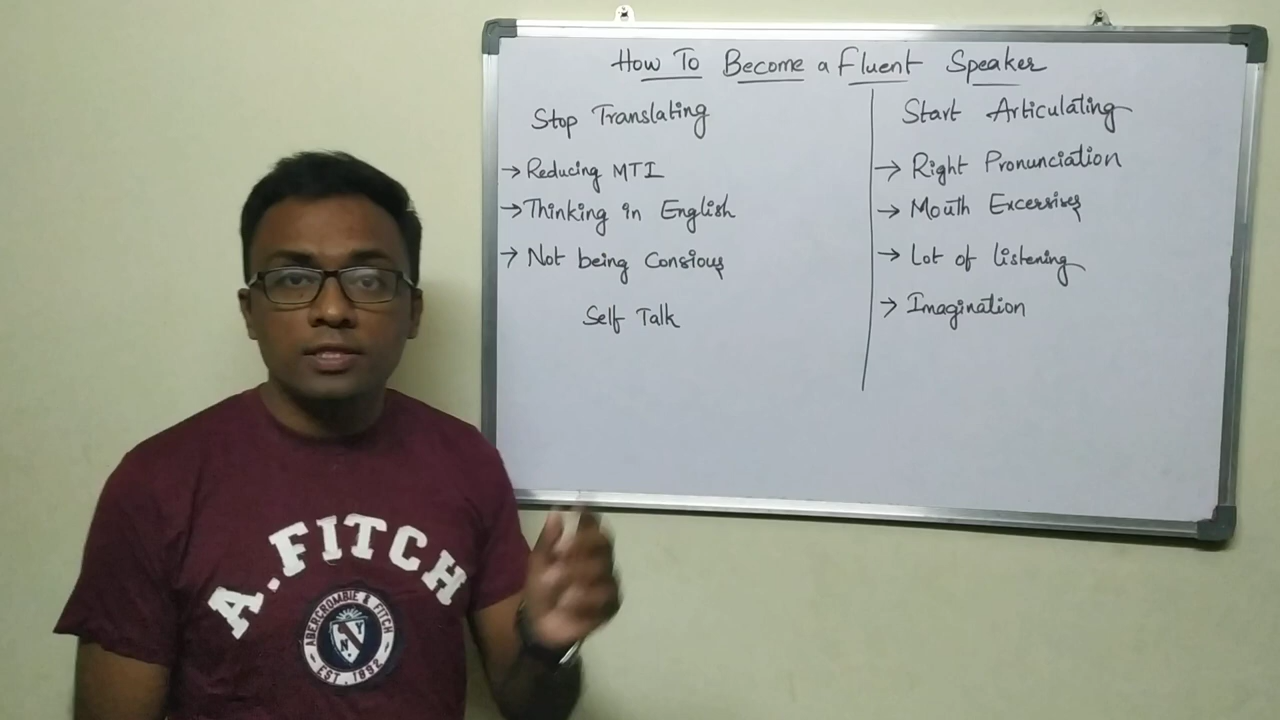 How To Become a Fluent Speaker
Stop Translating
→ Reducing MTI
→ Thinking in English
→ Not being Consious
Self Talk
Start Articulating
→ Right Pronunciation
→ Mouth Excersises
→ Lot of listening
→ Imagination
A.FITCH
ABERCROMBIE & FITCH
NY
EST. 1892